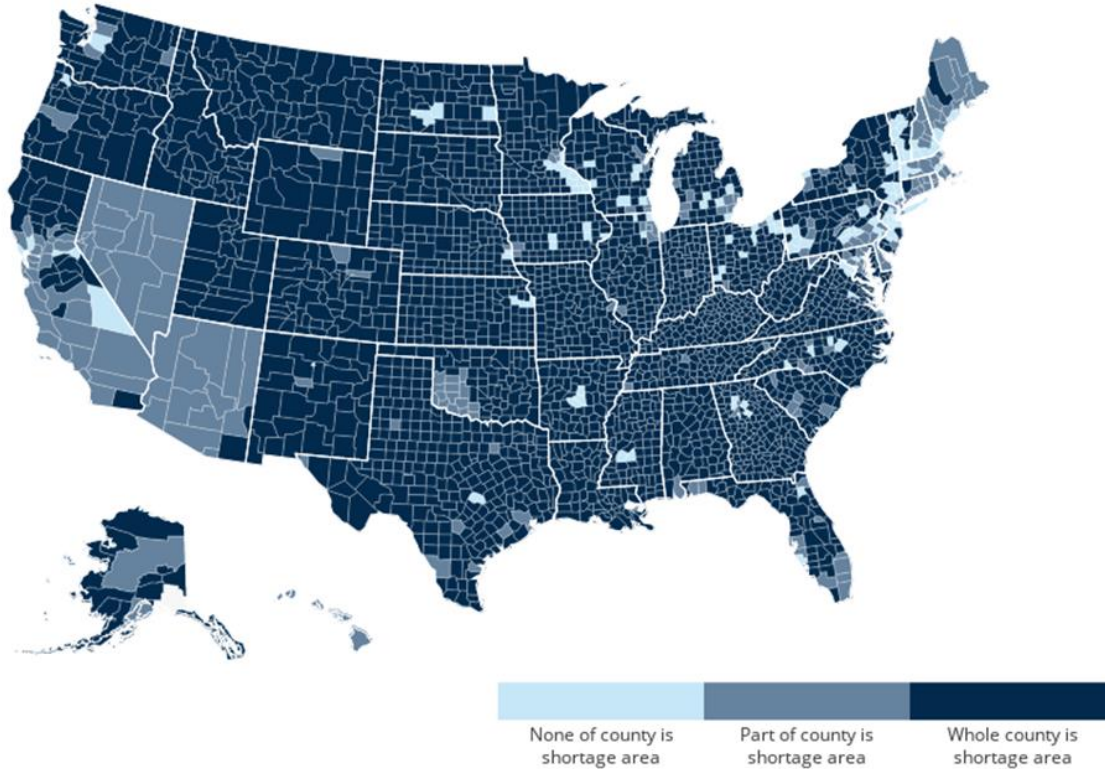 None of county is
shortage area
Part of county is
shortage area
Whole county is
shortage area